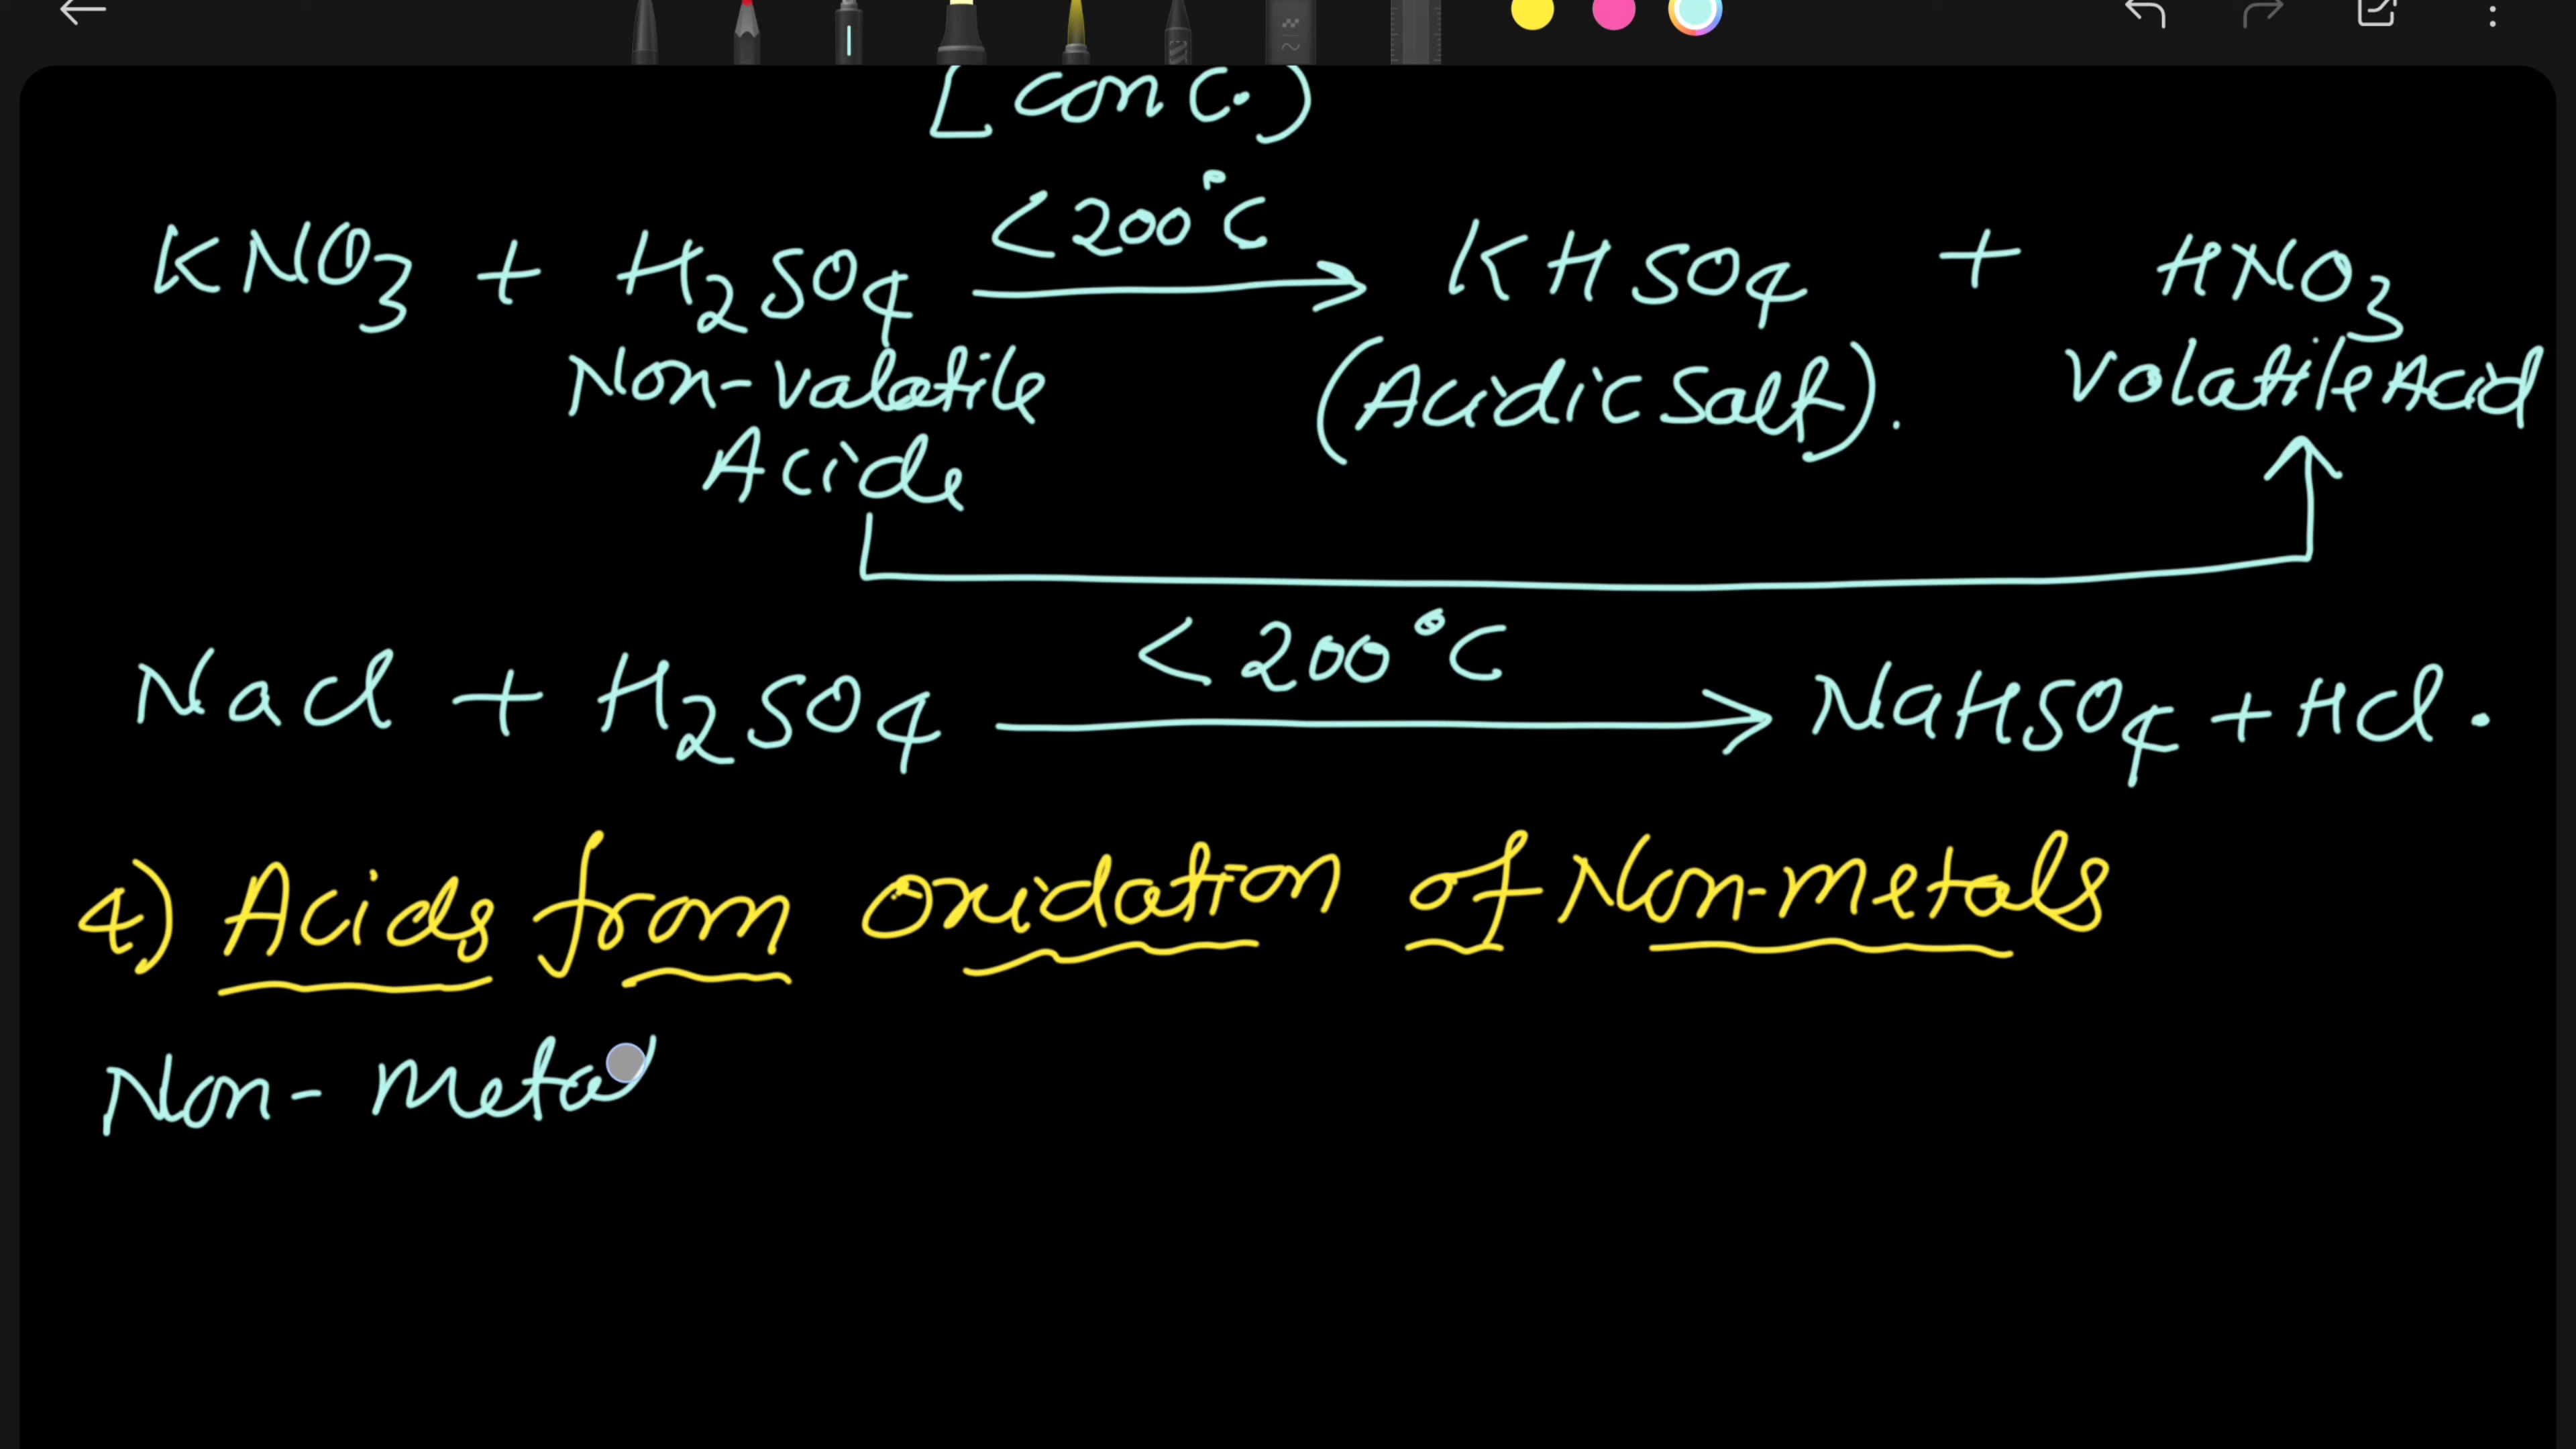 [conc.)
<200°C
KNO3 + H2SO4 → KHSO4 + HNO3
Non-valatile (Acidic Salt). Volatile Acid
Acide
<200°C
NaCl + H2SO4 → NaHSO4 + HCl.
4) Acids from Oxidation of Non-metals
Non-metal